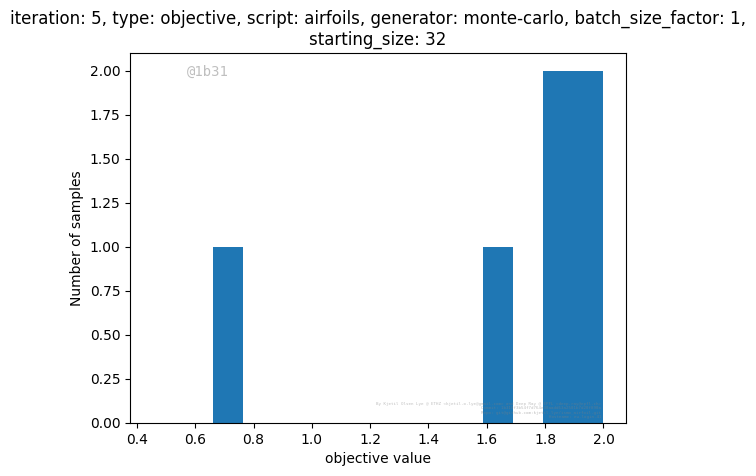 iteration: 5, type: objective, script: airfoils, generator: monte-carlo, batch_size_factor: 1,
starting_size: 32
@1b31
2.00
1.75
1.50
1.25
1.00
0.75
0.50
0.25
0.00
Number of samples
0.4 0.6 0.8 1.0 1.2 1.4 1.6 1.8 2.0
objective value